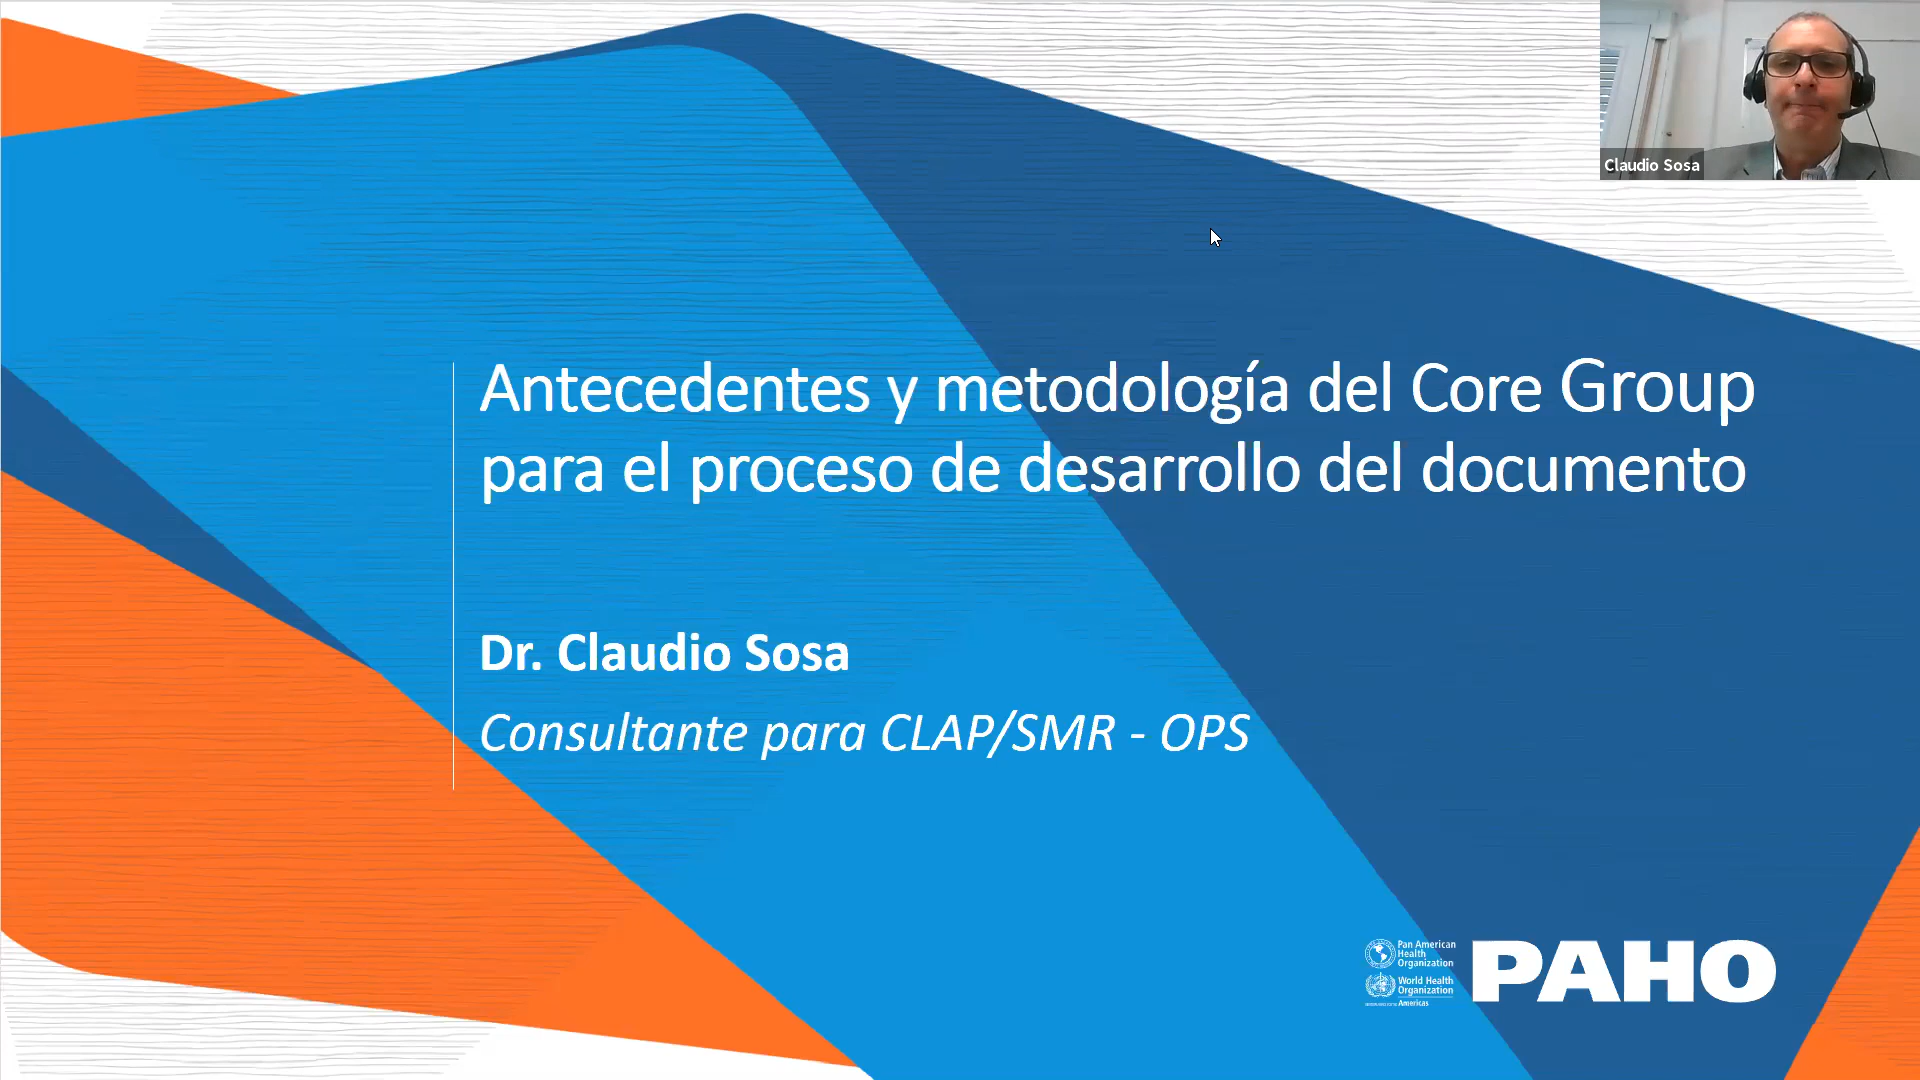 Claudio Sosa
Antecedentes y metodología del Core Group
para el proceso de desarrollo del documento
Dr. Claudio Sosa
Consultante para CLAP/SMR - OPS
Pan American
Health
Organization
World Health
Organization
Americas
PAHO